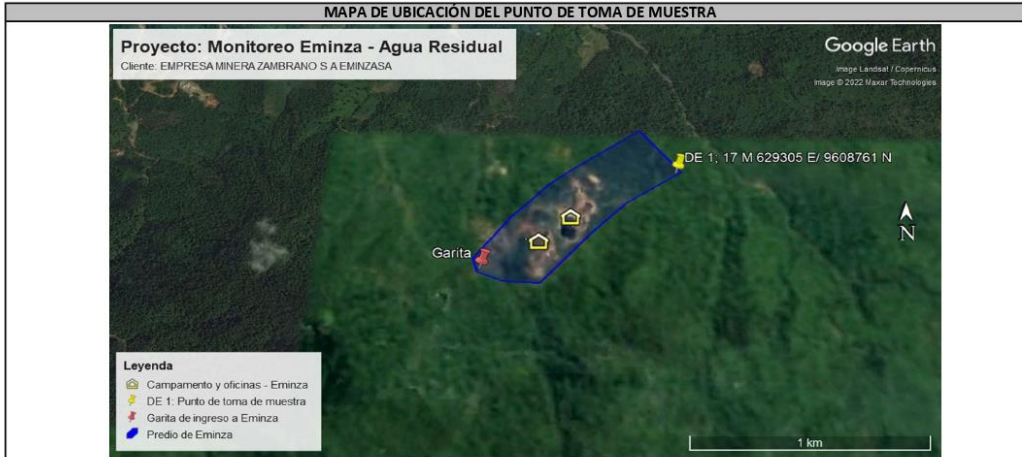 MAPA DE UBICACIÓN DEL PUNTO DE TOMA DE MUESTRA
Proyecto: Monitoreo Eminza - Agua Residual
Cliente: EMPRESA MINERA ZAMBRANO S A EMINZASA
Google Earth
Image Landsat / Copernicus
Image © 2022 Maxar Technologies
DE 1; 17 M 629305 E/ 9608761 N
N
Garita
Leyenda
Campamento y oficinas - Eminza
DE 1: Punto de toma de muestra
Garita de ingreso a Eminza
Predio de Eminza
1 km